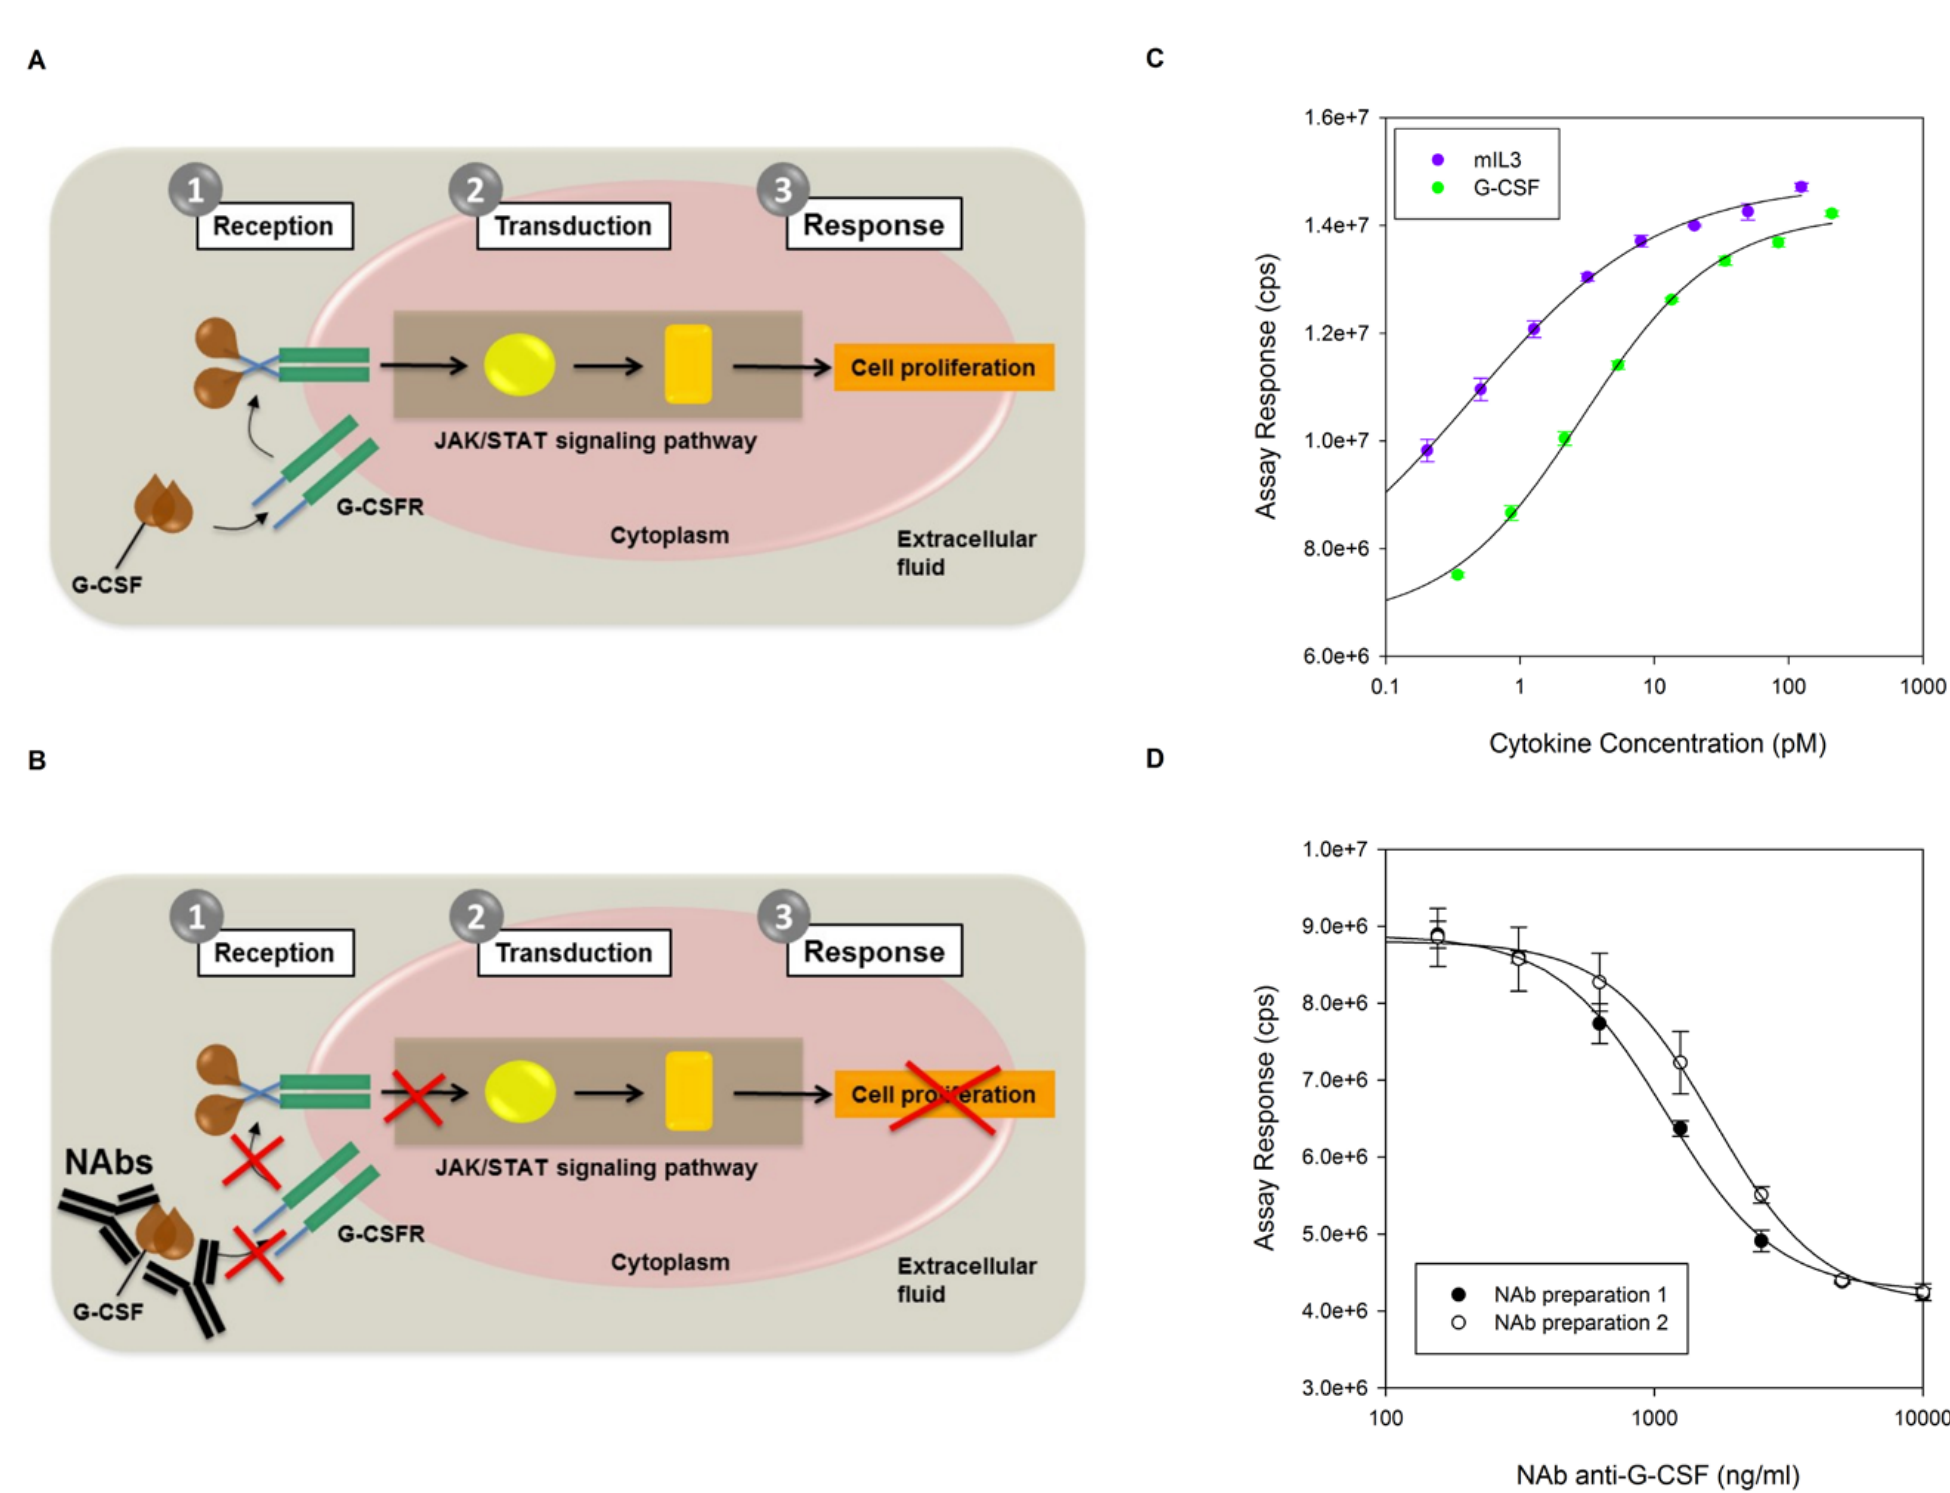 A
1
Reception
2
Transduction
3
Response
Cell proliferation
JAK/STAT signaling pathway
G-CSFR
Cytoplasm
Extracellular
fluid
G-CSF
B
1
Reception
2
Transduction
3
Response
Cell proliferation
JAK/STAT signaling pathway
NAbs
G-CSFR
Cytoplasm
Extracellular
fluid
G-CSF
C
1.6e+7
1.4e+7
1.2e+7
1.0e+7
8.0e+6
6.0e+6
Assay Response (cps)
mIL3
G-CSF
0.1 1 10 100 1000
Cytokine Concentration (pM)
D
1.0e+7
9.0e+6
8.0e+6
7.0e+6
6.0e+6
5.0e+6
4.0e+6
3.0e+6
Assay Response (cps)
NAb preparation 1
NAb preparation 2
100 1000 10000
NAb anti-G-CSF (ng/ml)